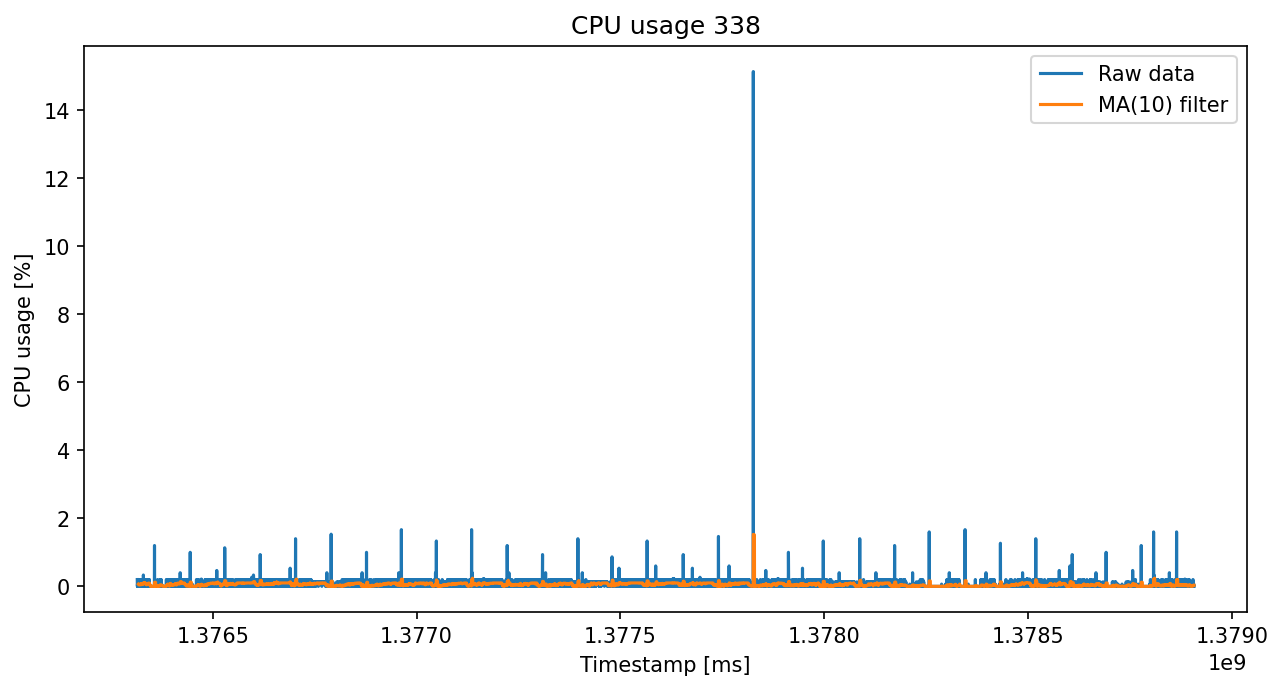 CPU usage 338
Raw data
MA(10) filter
CPU usage [%]
14
12
10
8
6
4
2
0
1.3765 1.3770 1.3775 1.3780 1.3785 1.3790
1e9
Timestamp [ms]